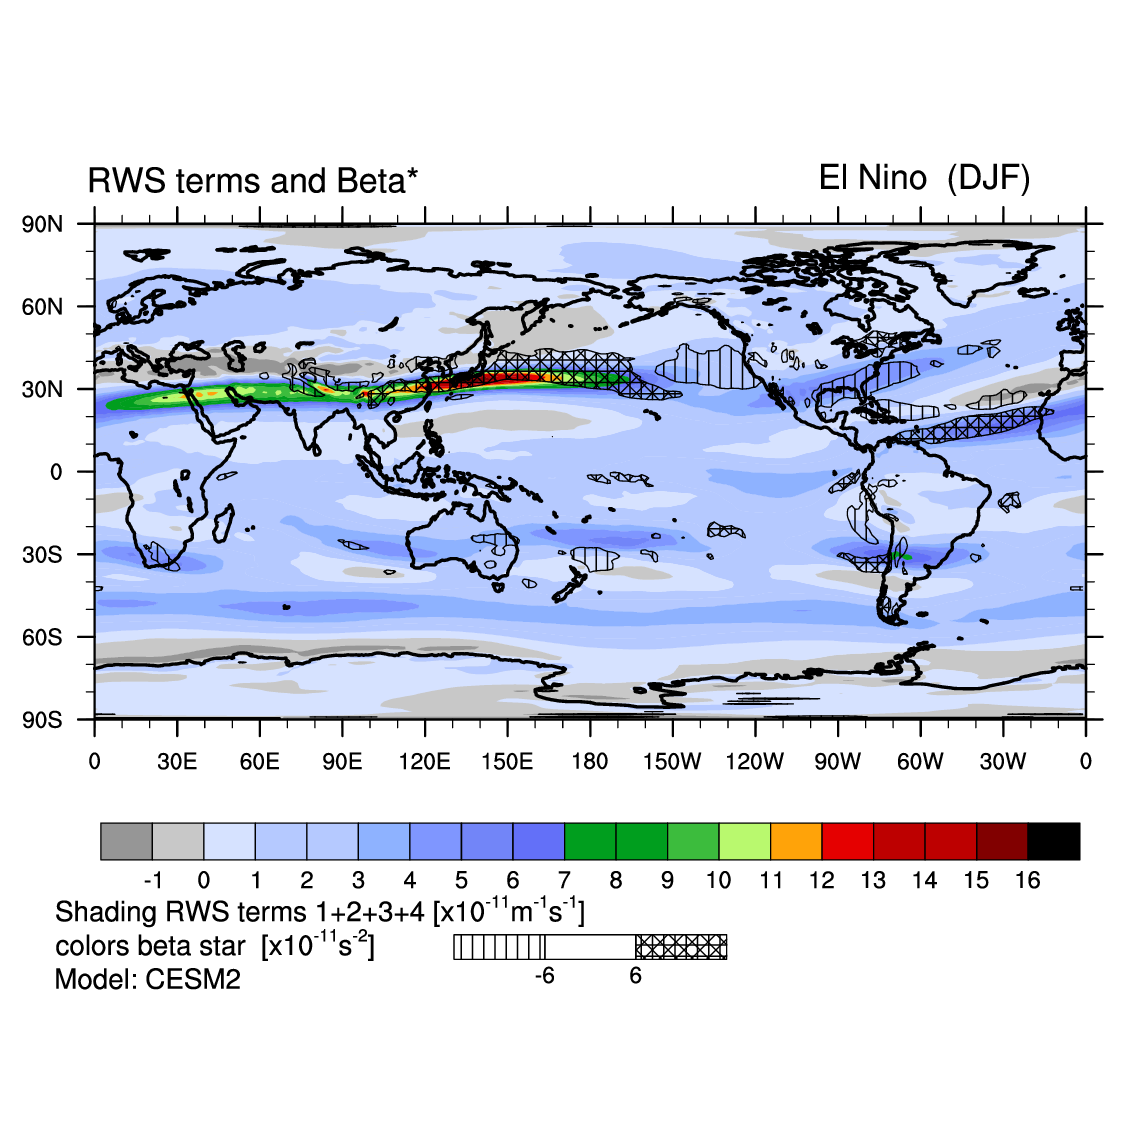 RWS terms and Beta*
El Nino (DJF)
90N
60N
30N
0
30S
60S
90S
0 30E 60E 90E 120E 150E 180 150W 120W 90W 60W 30W 0
-1 0 1 2 3 4 5 6 7 8 9 10 11 12 13 14 15 16
Shading RWS terms 1+2+3+4 [x10⁻¹¹m⁻¹s⁻¹]
colors beta star [x10⁻¹¹s⁻²]
-6 6
Model: CESM2